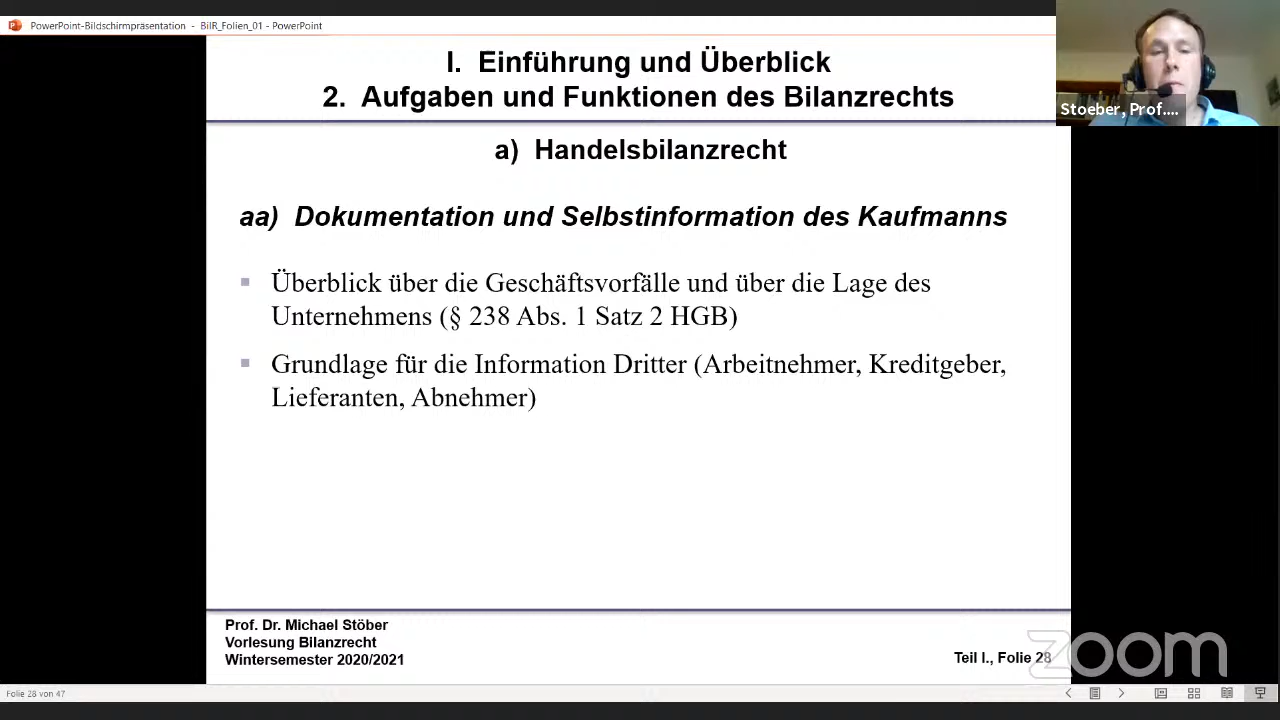 PowerPoint-Bildschirmpräsentation - BilR_Folien_01 - PowerPoint
I. Einführung und Überblick
2. Aufgaben und Funktionen des Bilanzrechts
Stoeber, Prof....
a) Handelsbilanzrecht
aa) Dokumentation und Selbstinformation des Kaufmanns
Überblick über die Geschäftsvorfälle und über die Lage des
Unternehmens (§ 238 Abs. 1 Satz 2 HGB)
Grundlage für die Information Dritter (Arbeitnehmer, Kreditgeber,
Lieferanten, Abnehmer)
Prof. Dr. Michael Stöber
Vorlesung Bilanzrecht
Wintersemester 2020/2021
Teil I., Folie 28
zoom
Folie 28 von 47